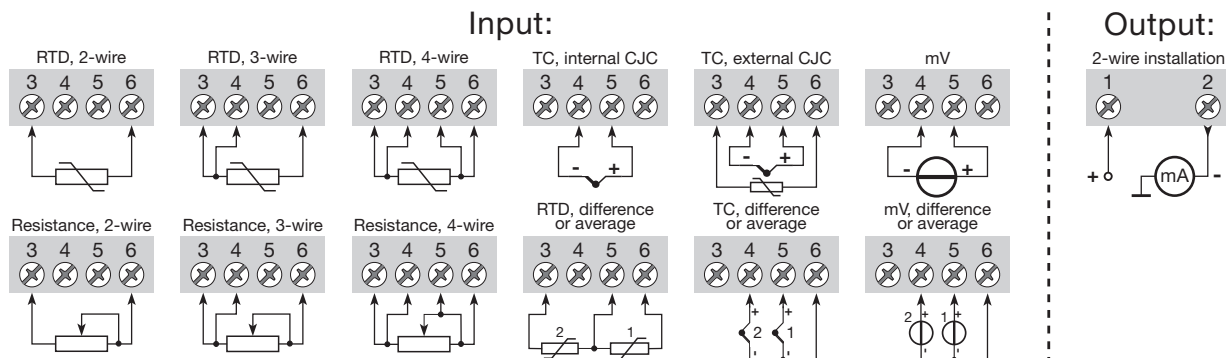 Input:
Output:
RTD, 2-wire
RTD, 3-wire
RTD, 4-wire
TC, internal CJC
TC, external CJC
mV
2-wire installation
3 4 5 6
3 4 5 6
3 4 5 6
3 4 5 6
3 4 5 6
3 4 5 6
1 2
- +
- +
- +
+ mA -
Resistance, 2-wire
Resistance, 3-wire
Resistance, 4-wire
RTD, difference
or average
TC, difference
or average
mV, difference
or average
3 4 5 6
3 4 5 6
3 4 5 6
3 4 5 6
3 4 5 6
3 4 5 6
2 1
+ +
2 1
- -
+ +
2 1
- -